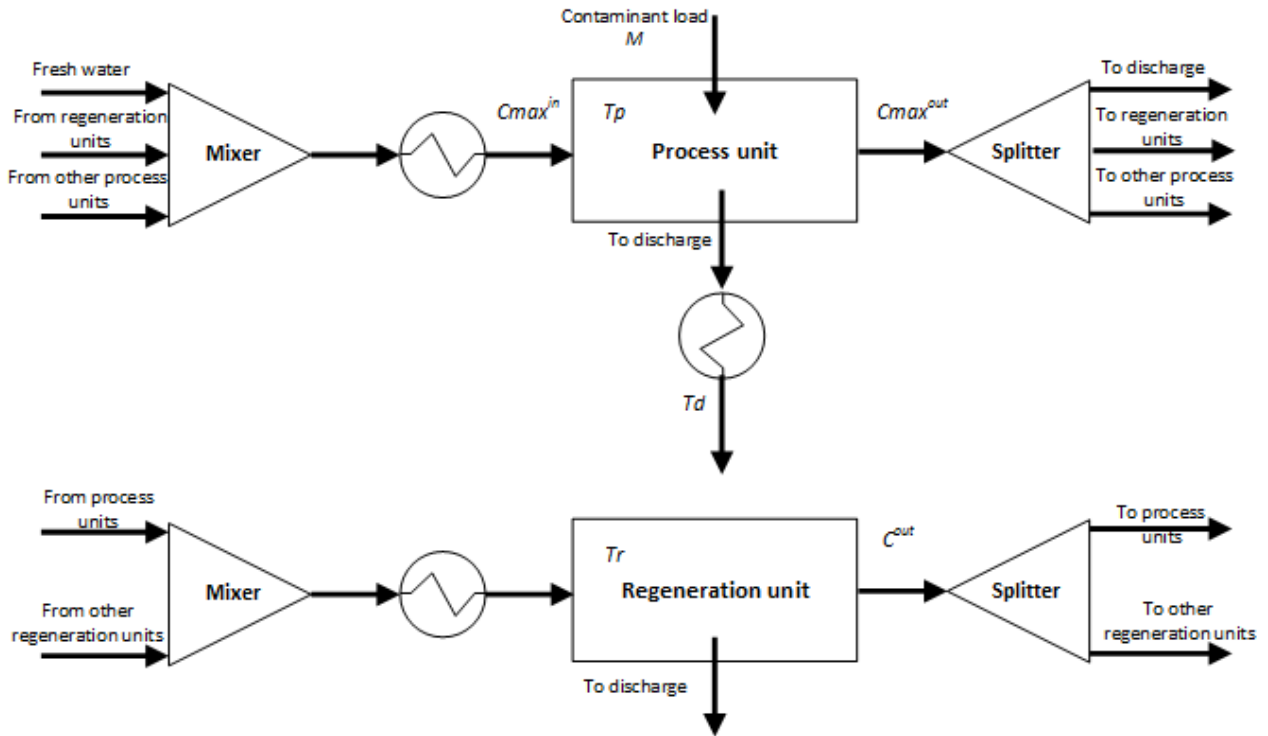 Contaminant load
M
Fresh water
From regeneration
units
From other process
units
Mixer
Cmax^in
Tp
Process unit
Cmax^out
Splitter
To discharge
To regeneration
units
To other process
units
To discharge
Td
From process
units
From other
regeneration units
Mixer
Tr
Regeneration unit
C^out
Splitter
To process
units
To other
regeneration units
To discharge